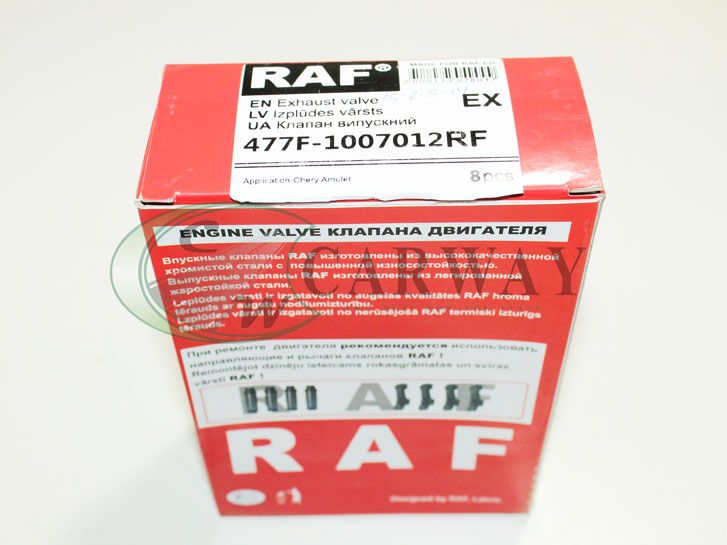 RAF®
MADE FOR RAF EU
EN Exhaust valve
LV Izplūdes vārsts
UA Клапан випускний
EX
477F-1007012RF
Application-Chery Amulet
8pcs
ENGINE VALVE КЛАПАНА ДВИГАТЕЛЯ
Впускные клапаны RAF изготовлены из высококачественной
хромистой стали с повышенной износостойкостью.
Выпускные клапаны RAF изготовлены из легированной
жаростойкой стали.
Ieplūdes vārsti ir izgatavoti no augstas kvalitātes RAF hroma
tērauds ar augstu nodilumizturību.
Izplūdes vārsti ir izgatavoti no nerūsējošā RAF termiski izturīgs
tērauds.
CARWAY
При ремонте двигателя рекомендуется использовать
направляющие и рычаги клапанов RAF !
Remontējot dzinēju ieteicams rokasgrāmatas un sviras
vārsti RAF !
RAF
RAF
Designed by RAF, Latvia.